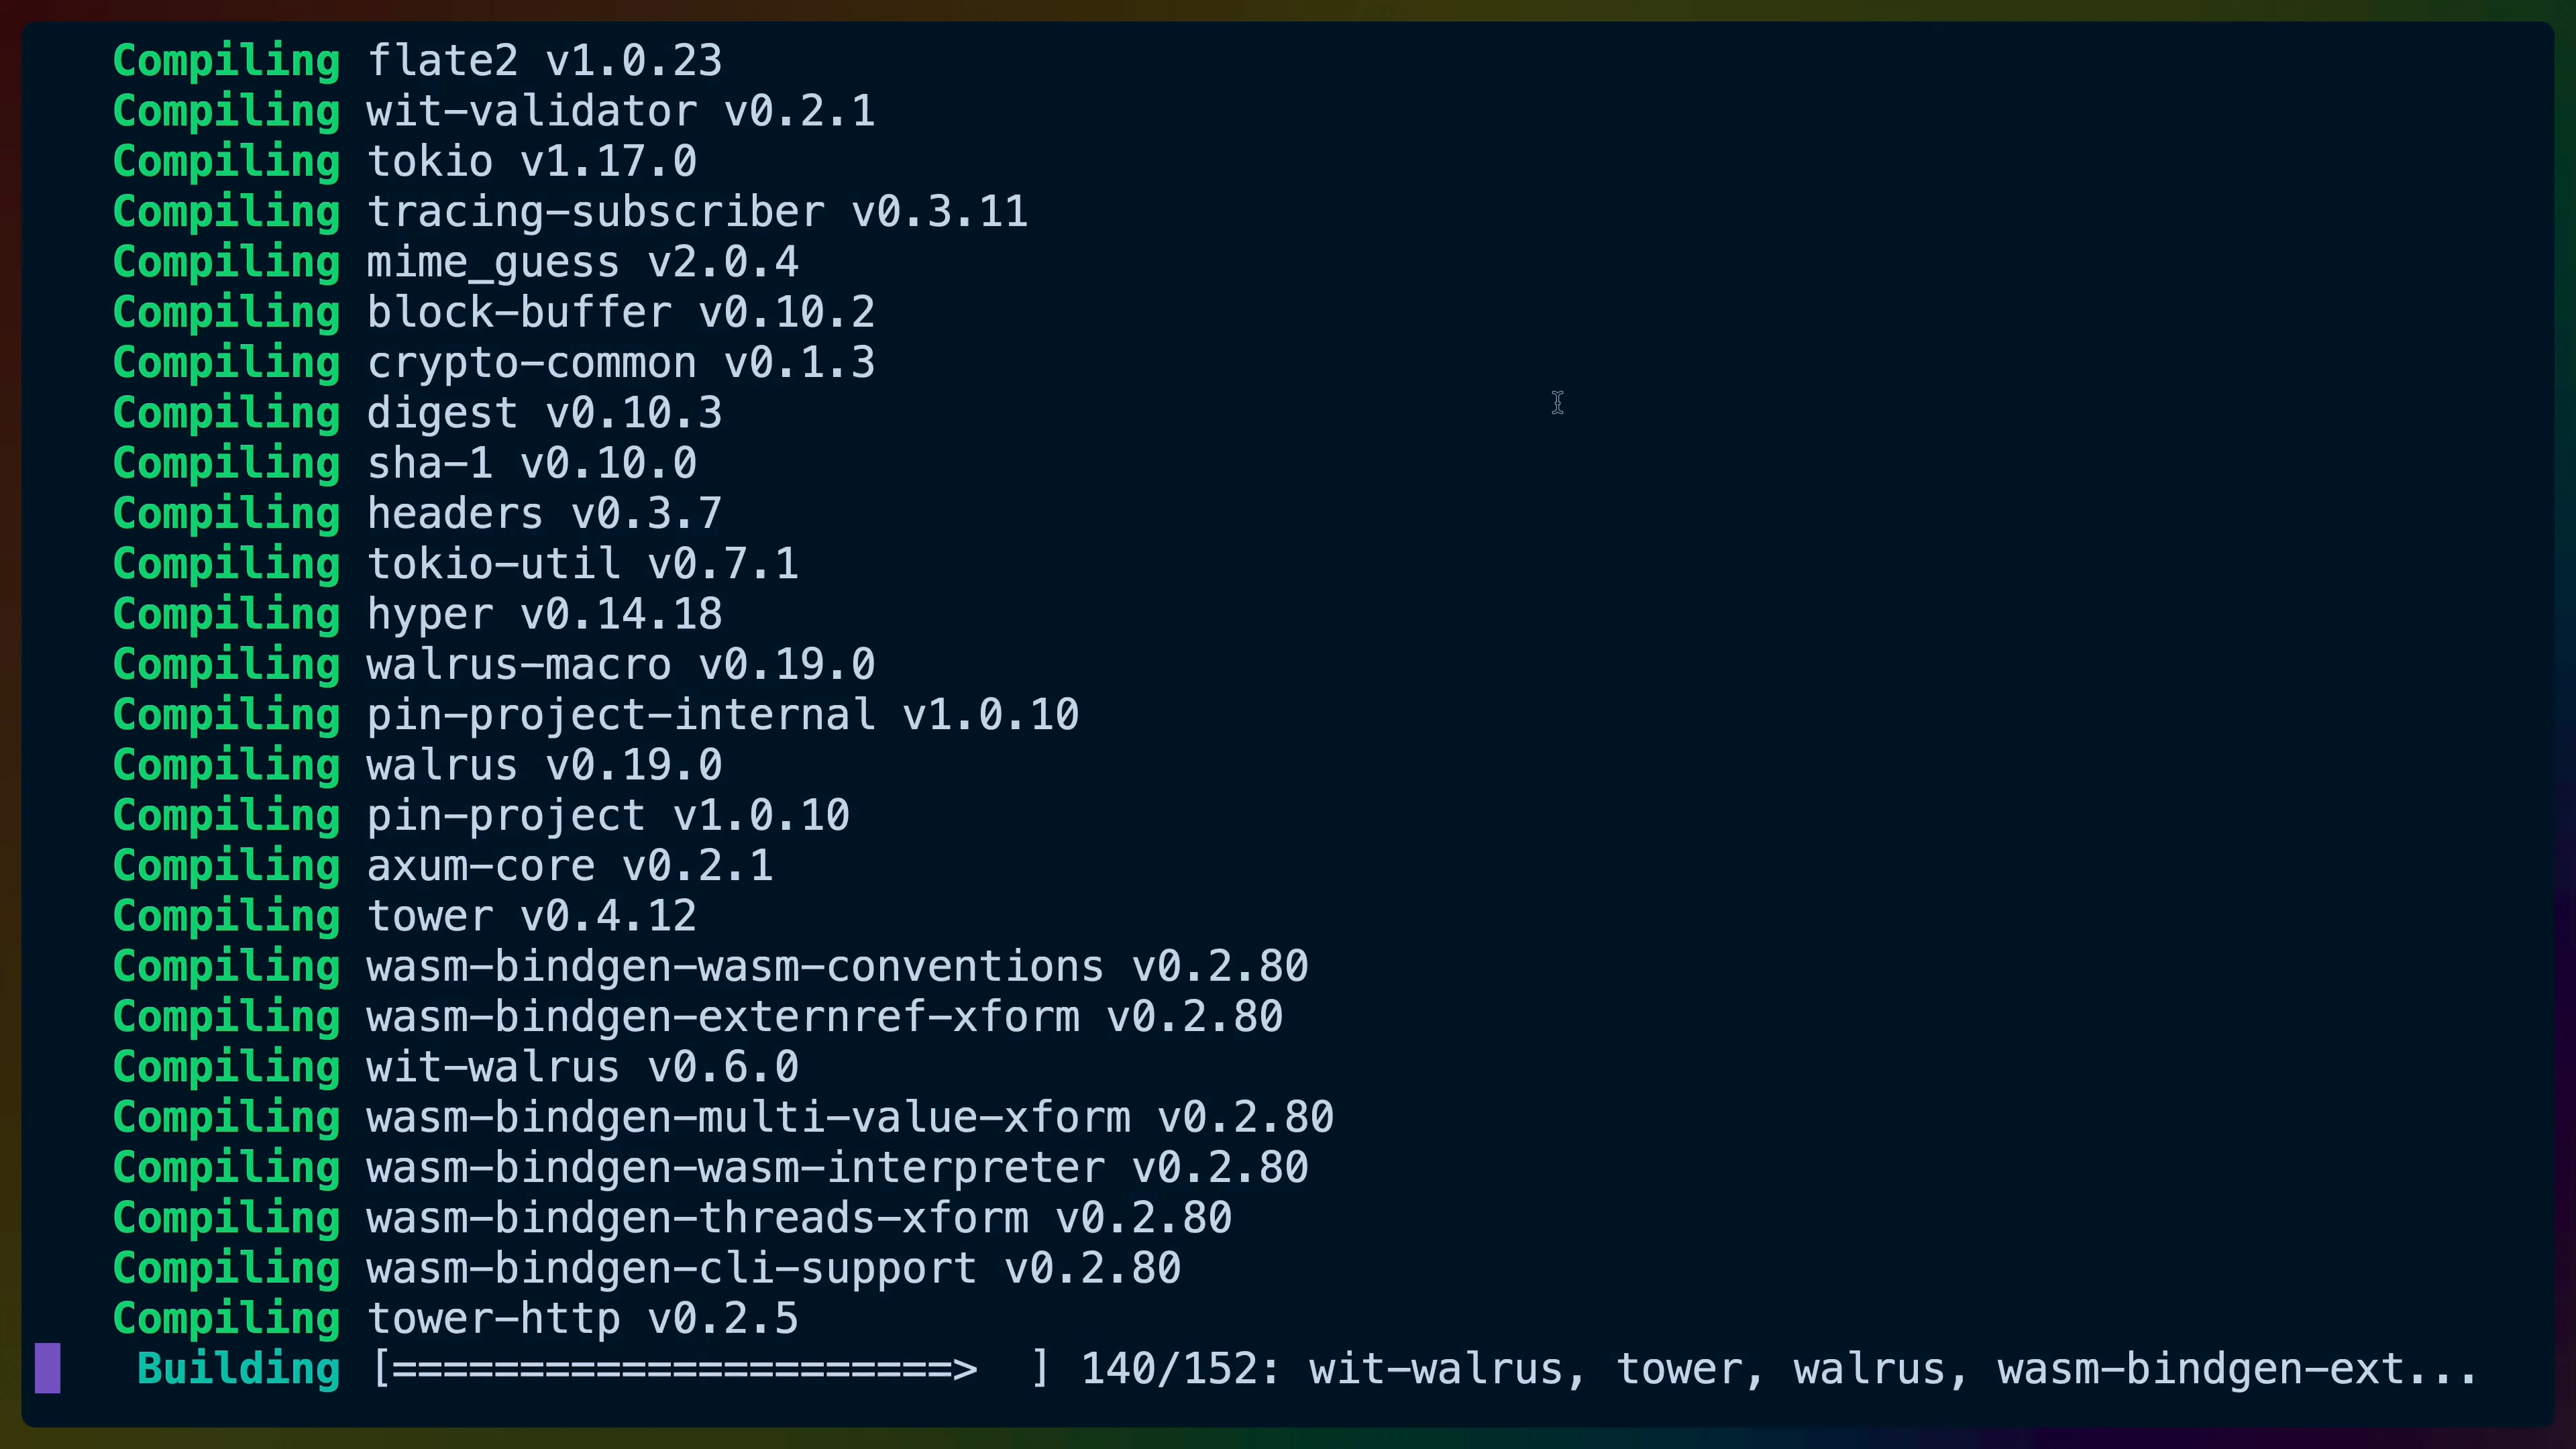 Compiling flate2 v1.0.23
Compiling wit-validator v0.2.1
Compiling tokio v1.17.0
Compiling tracing-subscriber v0.3.11
Compiling mime_guess v2.0.4
Compiling block-buffer v0.10.2
Compiling crypto-common v0.1.3
Compiling digest v0.10.3
Compiling sha-1 v0.10.0
Compiling headers v0.3.7
Compiling tokio-util v0.7.1
Compiling hyper v0.14.18
Compiling walrus-macro v0.19.0
Compiling pin-project-internal v1.0.10
Compiling walrus v0.19.0
Compiling pin-project v1.0.10
Compiling axum-core v0.2.1
Compiling tower v0.4.12
Compiling wasm-bindgen-wasm-conventions v0.2.80
Compiling wasm-bindgen-externref-xform v0.2.80
Compiling wit-walrus v0.6.0
Compiling wasm-bindgen-multi-value-xform v0.2.80
Compiling wasm-bindgen-wasm-interpreter v0.2.80
Compiling wasm-bindgen-threads-xform v0.2.80
Compiling wasm-bindgen-cli-support v0.2.80
Compiling tower-http v0.2.5
Building [======================>  ] 140/152: wit-walrus, tower, walrus, wasm-bindgen-ext...